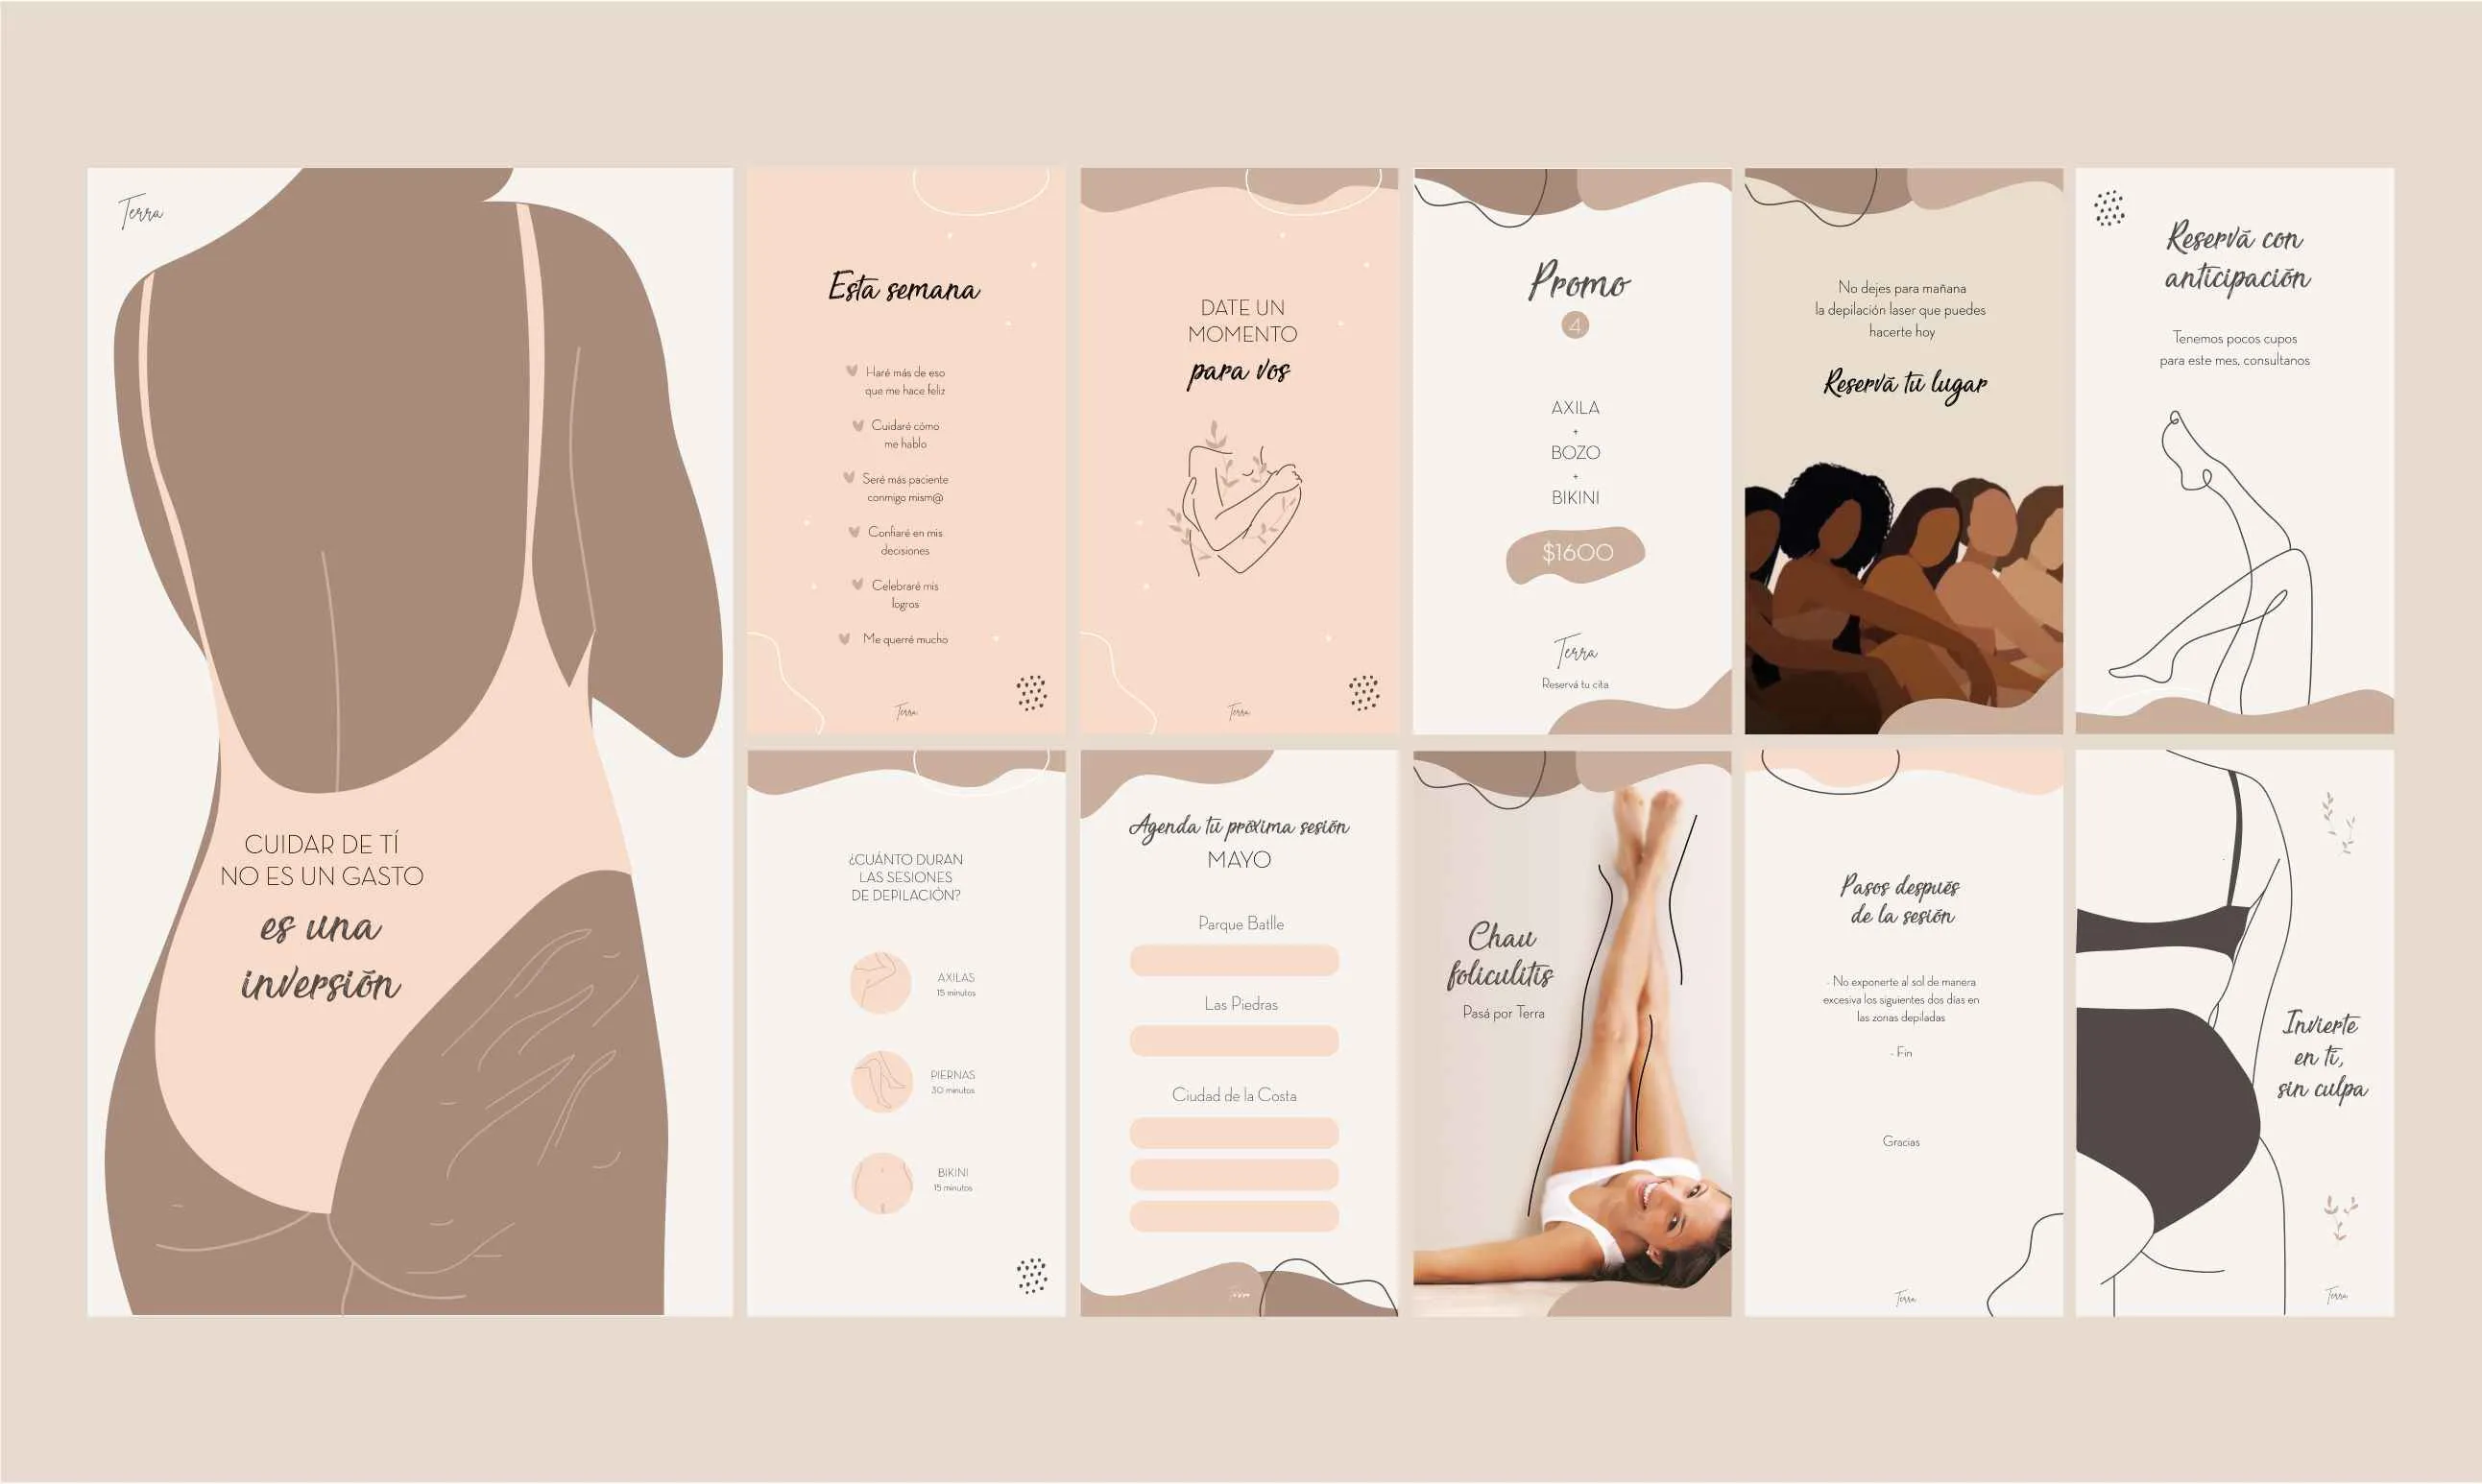 Terra
CUIDAR DE TÍ
NO ES UN GASTO
es una
inversión
Esta semana
Haré más de eso
que me hace feliz
Cuidaré cómo
me hablo
Seré más paciente
conmigo mism@
Confiaré en mis
decisiones
Celebraré mis
logros
Me querré mucho
Terra
DATE UN
MOMENTO
para vos
Terra
Promo
4
AXILA
+
BOZO
+
BIKINI
$1600
Terra
Reservá tu cita
No dejes para mañana
la depilación laser que puedes
hacerte hoy
Reservá tu lugar
Reservá con
anticipación
Tenemos pocos cupos
para este mes, consultanos
¿CUÁNTO DURAN
LAS SESIONES
DE DEPILACIÓN?
AXILAS
15 minutos
PIERNAS
30 minutos
BIKINI
15 minutos
Agenda tu próxima sesión
MAYO
Parque Batlle
Las Piedras
Ciudad de la Costa
Terra
Chau
foliculitis
Pasá por Terra
Pasos después
de la sesión
- No exponerte al sol de manera
excesiva los siguientes dos días en
las zonas depiladas
- Fin
Gracias
Terra
Invierte
en ti,
sin culpa
Terra